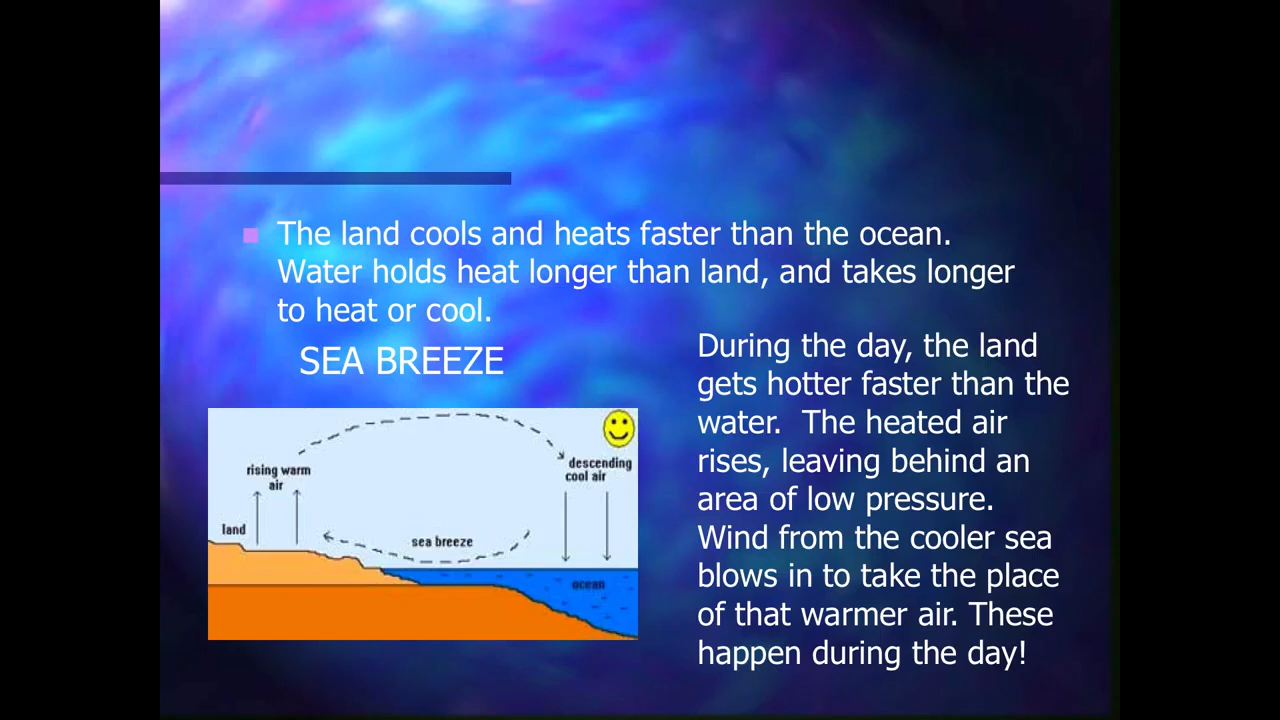 The land cools and heats faster than the ocean.
Water holds heat longer than land, and takes longer
to heat or cool.
SEA BREEZE
rising warm
air
descending
cool air
land
sea breeze
ocean
During the day, the land
gets hotter faster than the
water. The heated air
rises, leaving behind an
area of low pressure.
Wind from the cooler sea
blows in to take the place
of that warmer air. These
happen during the day!